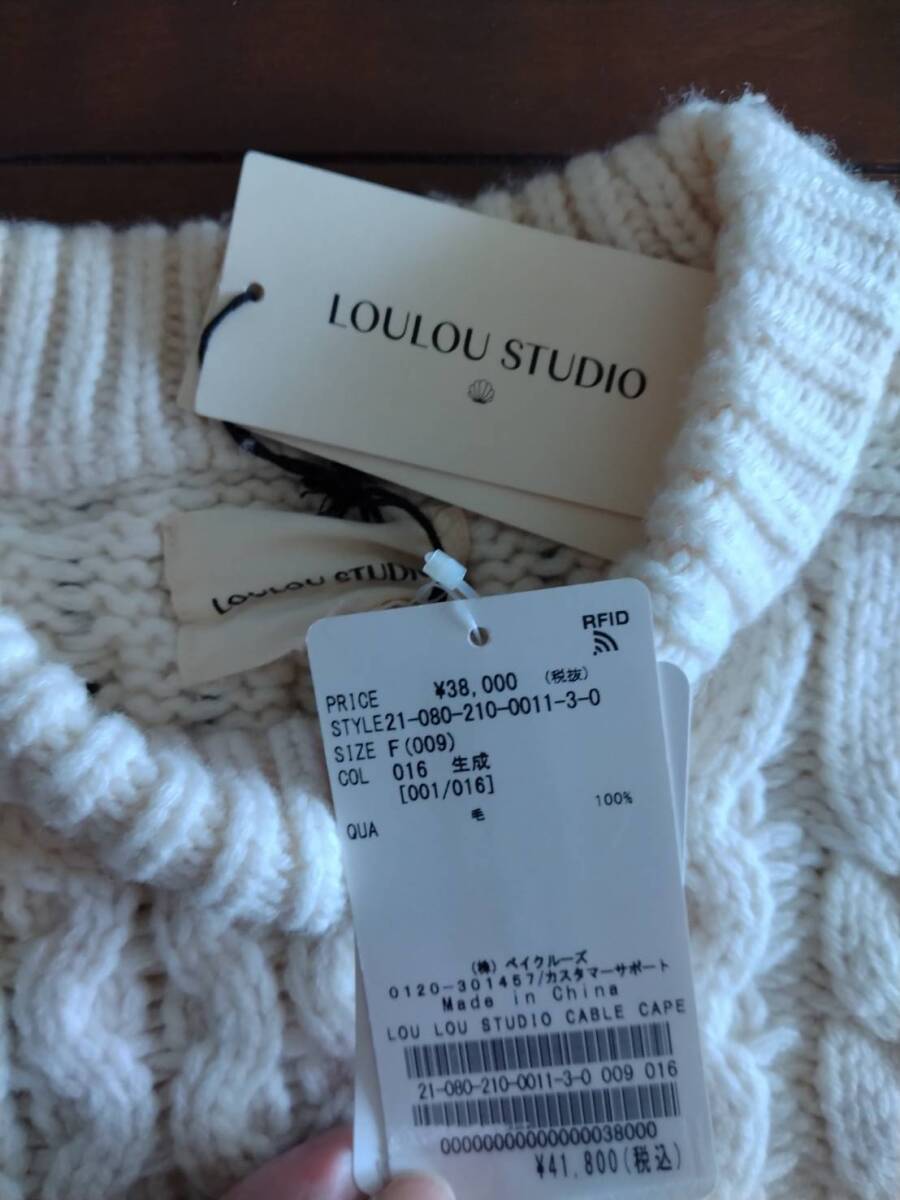 LOULOU STUDIO
LOULOU STUDIO
RFID
PRICE ¥38,000 (税抜)
STYLE21-080-210-0011-3-0
SIZE F(009)
COL 016 生成
[001/016]
QUA 毛 100%
(株) ベイクルーズ
0120-301457/カスタマーサポート
Made in China
LOU LOU STUDIO CABLE CAPE
21-080-210-0011-3-0 009 016
00000000000000038000
¥41,800(税込)